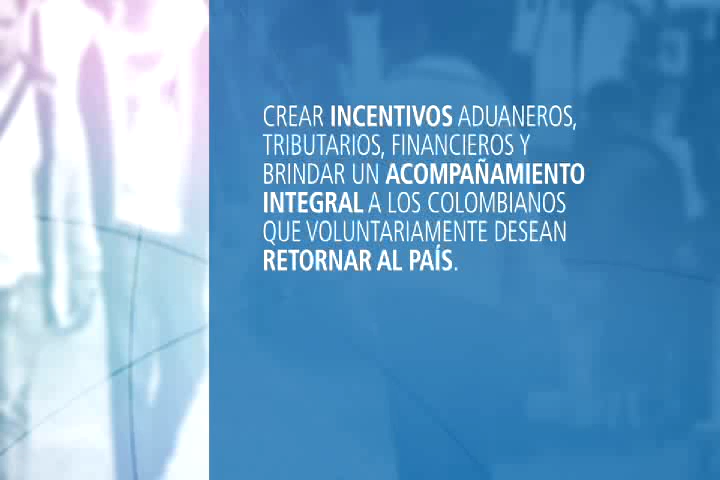 CREAR INCENTIVOS ADUANEROS,
TRIBUTARIOS, FINANCIEROS Y
BRINDAR UN ACOMPAÑAMIENTO
INTEGRAL A LOS COLOMBIANOS
QUE VOLUNTARIAMENTE DESEAN
RETORNAR AL PAÍS.